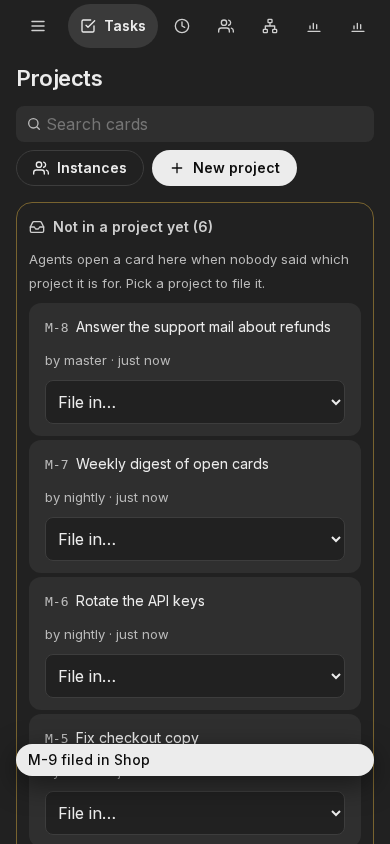 Tasks
Projects
Search cards
Instances
New project
Not in a project yet (6)
Agents open a card here when nobody said which
project it is for. Pick a project to file it.
M-8 Answer the support mail about refunds
by master · just now
File in...
M-7 Weekly digest of open cards
by nightly · just now
File in...
M-6 Rotate the API keys
by nightly · just now
File in...
M-5 Fix checkout copy
M-9 filed in Shop
File in...